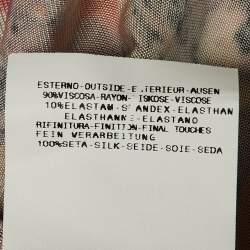 ESTERNO-OUTSIDE-E TERIEUR-AUSEN
90%VISCOSA-RAYON- ISKOSE-VISCOSE
10%ELASTAM-S ANDEX-ELASTHAN
ELASTHANNE-ELASTANO
RIFINITURA-FINITION-FINAL TOUCHES
FEIN VERARBEITUNG
100%SETA-SILK-SEIDE-SOIE-SEDA